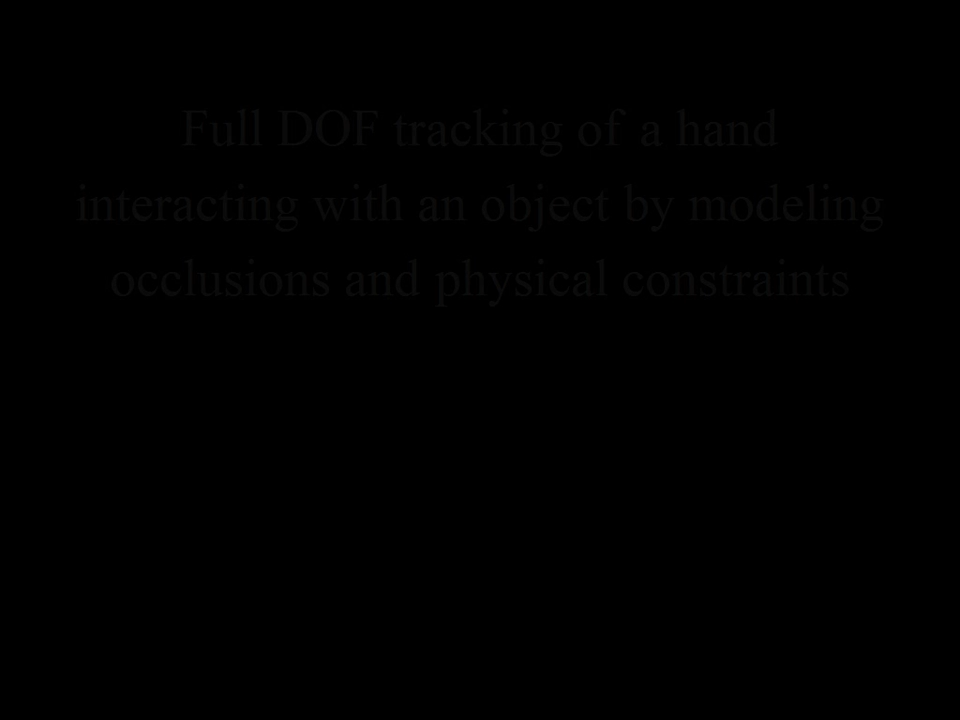 Full DOF tracking of a hand
interacting with an object by modeling
occlusions and physical constraints